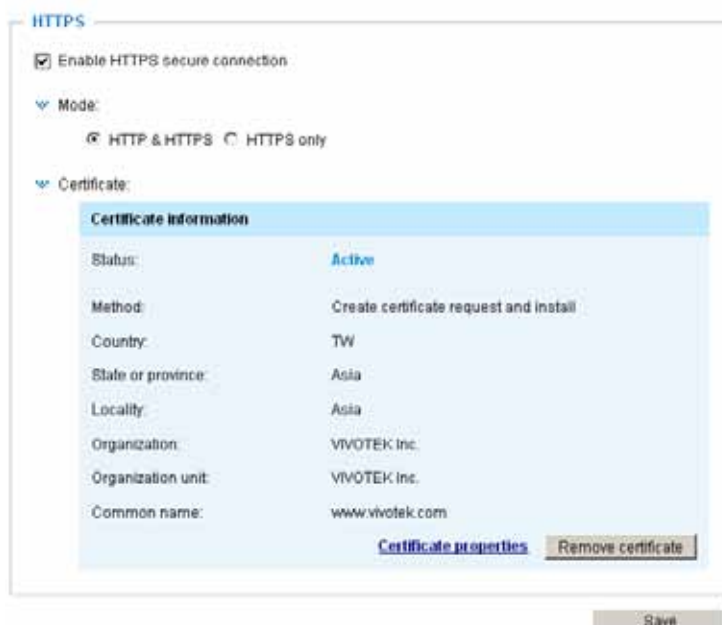 HTTPS
Enable HTTPS secure connection
Mode:
HTTP & HTTPS HTTPS only
Certificate:
Certificate information
Status: Active
Method: Create certificate request and install
Country: TW
State or province: Asia
Locality: Asia
Organization: VIVOTEK Inc.
Organization unit: VIVOTEK Inc.
Common name: www.vivotek.com
Certificate properties Remove certificate
Save